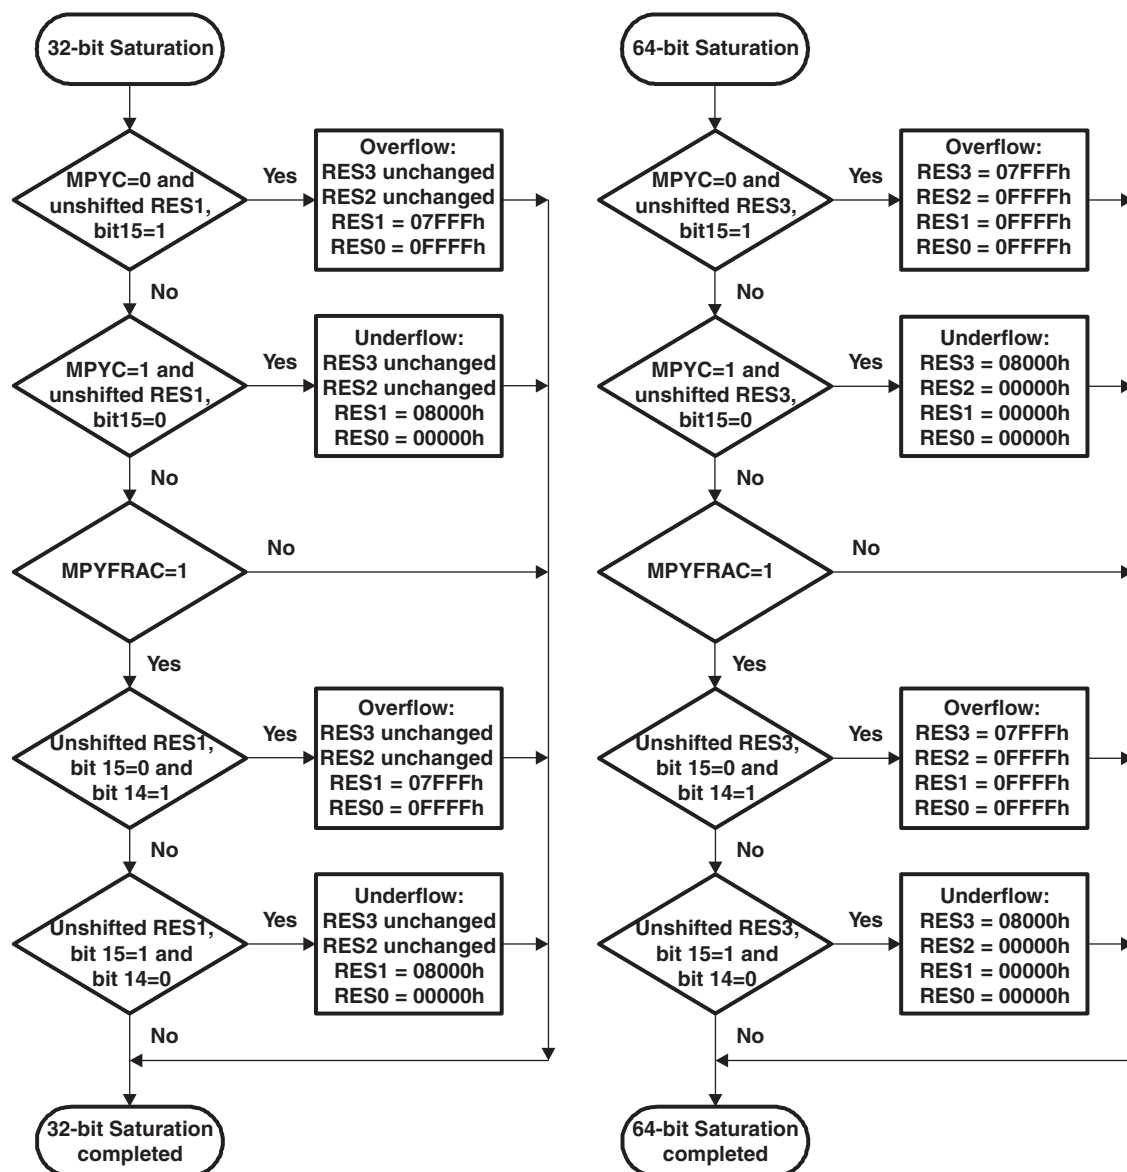 32-bit Saturation
MPYC=0 and
unshifted RES1,
bit15=1
Yes
Overflow:
RES3 unchanged
RES2 unchanged
RES1 = 07FFFh
RES0 = 0FFFFh
No
MPYC=1 and
unshifted RES1,
bit15=0
Yes
Underflow:
RES3 unchanged
RES2 unchanged
RES1 = 08000h
RES0 = 00000h
No
MPYFRAC=1
No
Yes
Unshifted RES1,
bit 15=0 and
bit 14=1
Yes
Overflow:
RES3 unchanged
RES2 unchanged
RES1 = 07FFFh
RES0 = 0FFFFh
No
Unshifted RES1,
bit 15=1 and
bit 14=0
Yes
Underflow:
RES3 unchanged
RES2 unchanged
RES1 = 08000h
RES0 = 00000h
No
32-bit Saturation
completed
64-bit Saturation
MPYC=0 and
unshifted RES3,
bit15=1
Yes
Overflow:
RES3 = 07FFFh
RES2 = 0FFFFh
RES1 = 0FFFFh
RES0 = 0FFFFh
No
MPYC=1 and
unshifted RES3,
bit15=0
Yes
Underflow:
RES3 = 08000h
RES2 = 00000h
RES1 = 00000h
RES0 = 00000h
No
MPYFRAC=1
No
Yes
Unshifted RES3,
bit 15=0 and
bit 14=1
Yes
Overflow:
RES3 = 07FFFh
RES2 = 0FFFFh
RES1 = 0FFFFh
RES0 = 0FFFFh
No
Unshifted RES3,
bit 15=1 and
bit 14=0
Yes
Underflow:
RES3 = 08000h
RES2 = 00000h
RES1 = 00000h
RES0 = 00000h
No
64-bit Saturation
completed